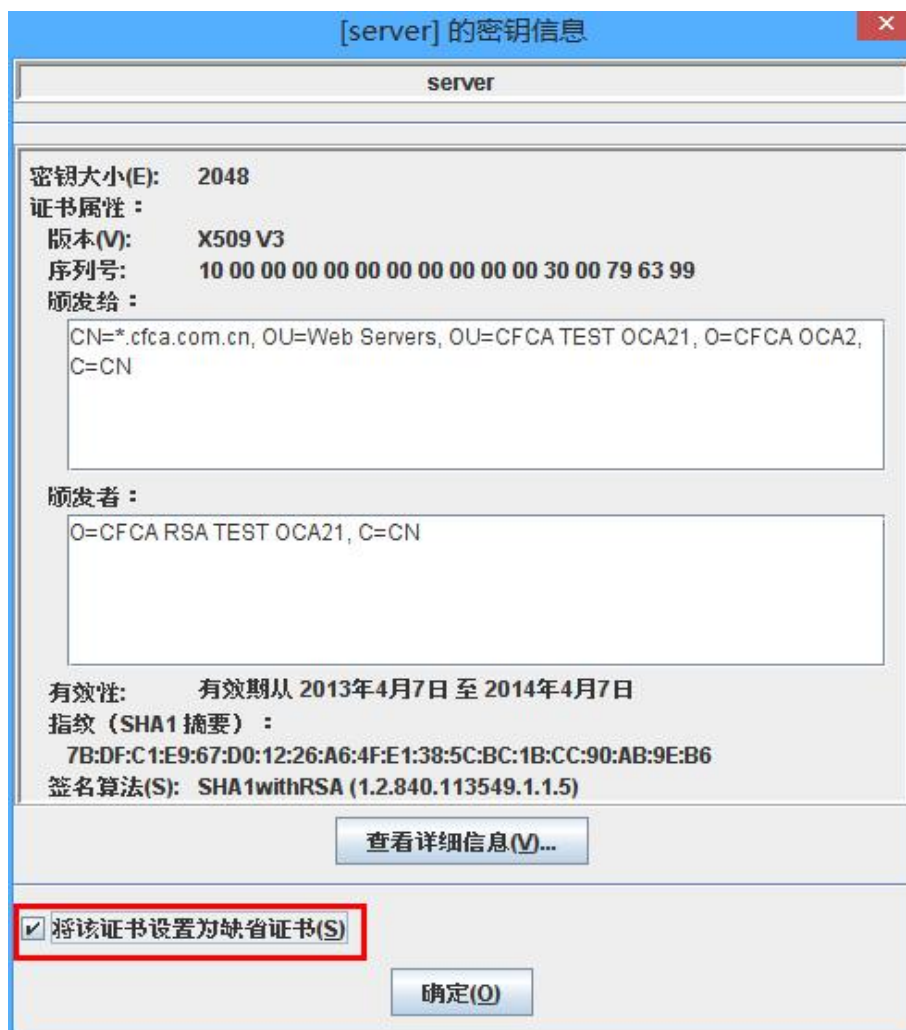 [server] 的密钥信息
server
密钥大小(E): 2048
证书属性：
版本(V): X509 V3
序列号: 10 00 00 00 00 00 00 00 00 00 00 30 00 79 63 99
颁发给：
CN=*.cfca.com.cn, OU=Web Servers, OU=CFCA TEST OCA21, O=CFCA OCA2,
C=CN
颁发者：
O=CFCA RSA TEST OCA21, C=CN
有效性: 有效期从 2013年4月7日 至 2014年4月7日
指纹（SHA1 摘要）：
7B:DF:C1:E9:67:D0:12:26:A6:4F:E1:38:5C:BC:1B:CC:90:AB:9E:B6
签名算法(S): SHA1withRSA (1.2.840.113549.1.1.5)
查看详细信息(V)...
将该证书设置为缺省证书(S)
确定(O)